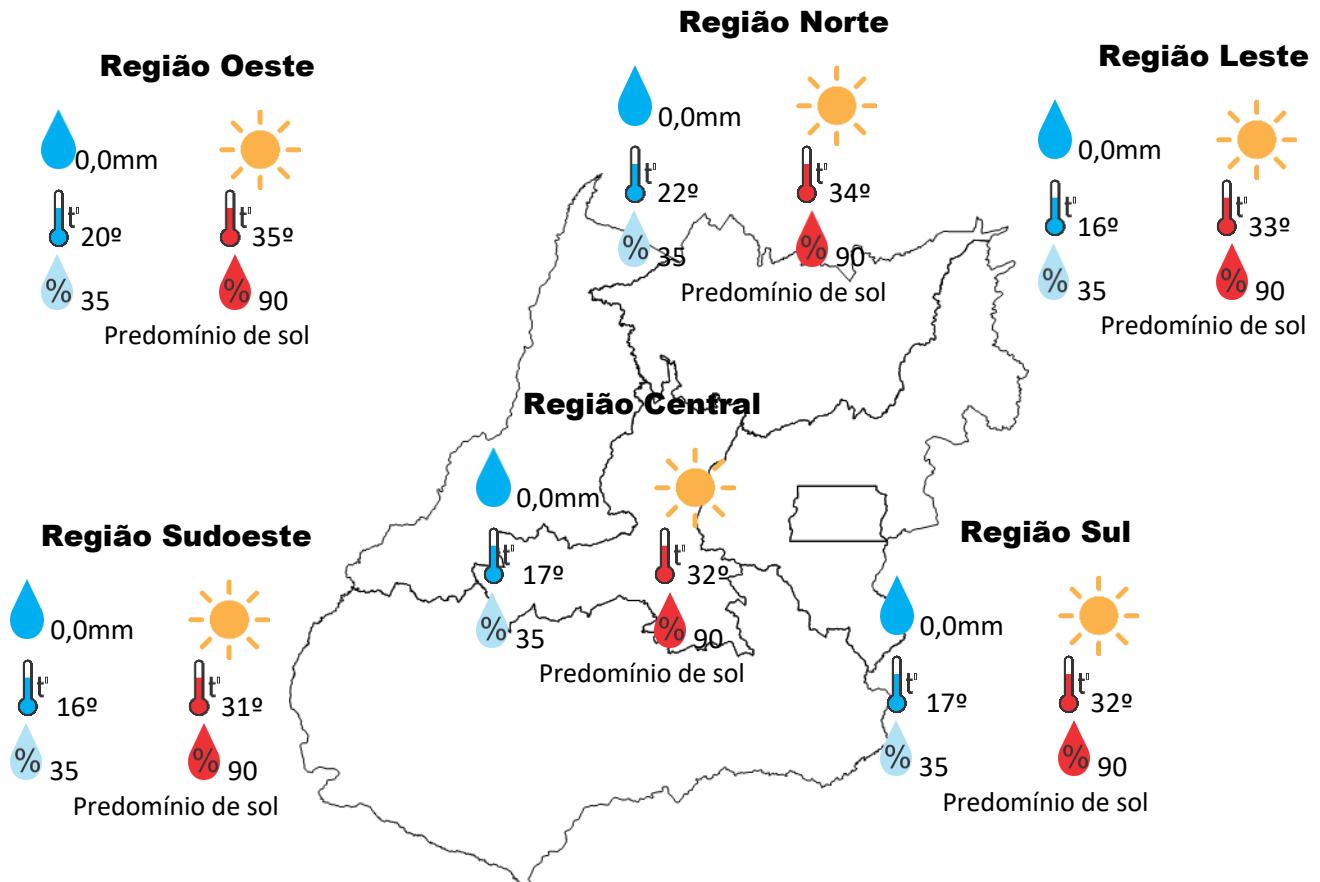 Região Norte
0,0mm
t° 22º
t° 34º
% 35
% 90
Predomínio de sol
Região Oeste
0,0mm
t° 20º
t° 35º
% 35
% 90
Predomínio de sol
Região Leste
0,0mm
t° 16º
t° 33º
% 35
% 90
Predomínio de sol
Região Central
0,0mm
t° 17º
t° 32º
% 35
% 90
Predomínio de sol
Região Sudoeste
0,0mm
t° 16º
t° 31º
% 35
% 90
Predomínio de sol
Região Sul
0,0mm
t° 17º
t° 32º
% 35
% 90
Predomínio de sol